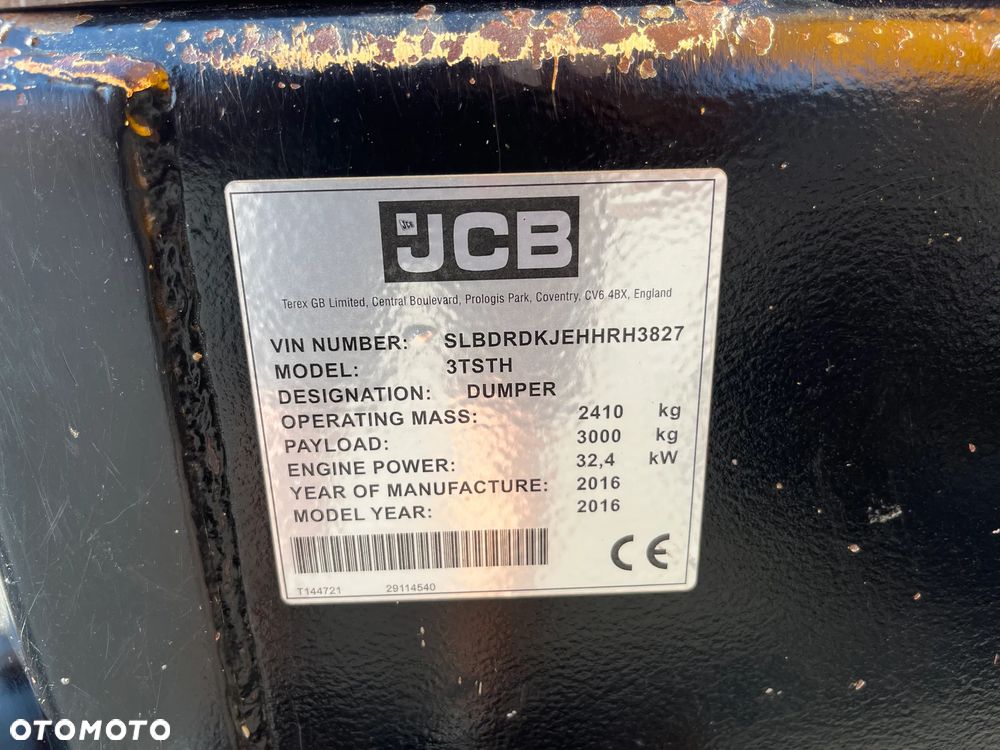 JCB
JCB
Terex GB Limited, Central Boulevard, Prologis Park, Coventry, CV6 4BX, England
VIN NUMBER: SLBDRDKJEHHRH3827
MODEL: 3TSTH
DESIGNATION: DUMPER
OPERATING MASS: 2410 kg
PAYLOAD: 3000 kg
ENGINE POWER: 32,4 kW
YEAR OF MANUFACTURE: 2016
MODEL YEAR: 2016
CE
T144721 29114540
OTOMOTO